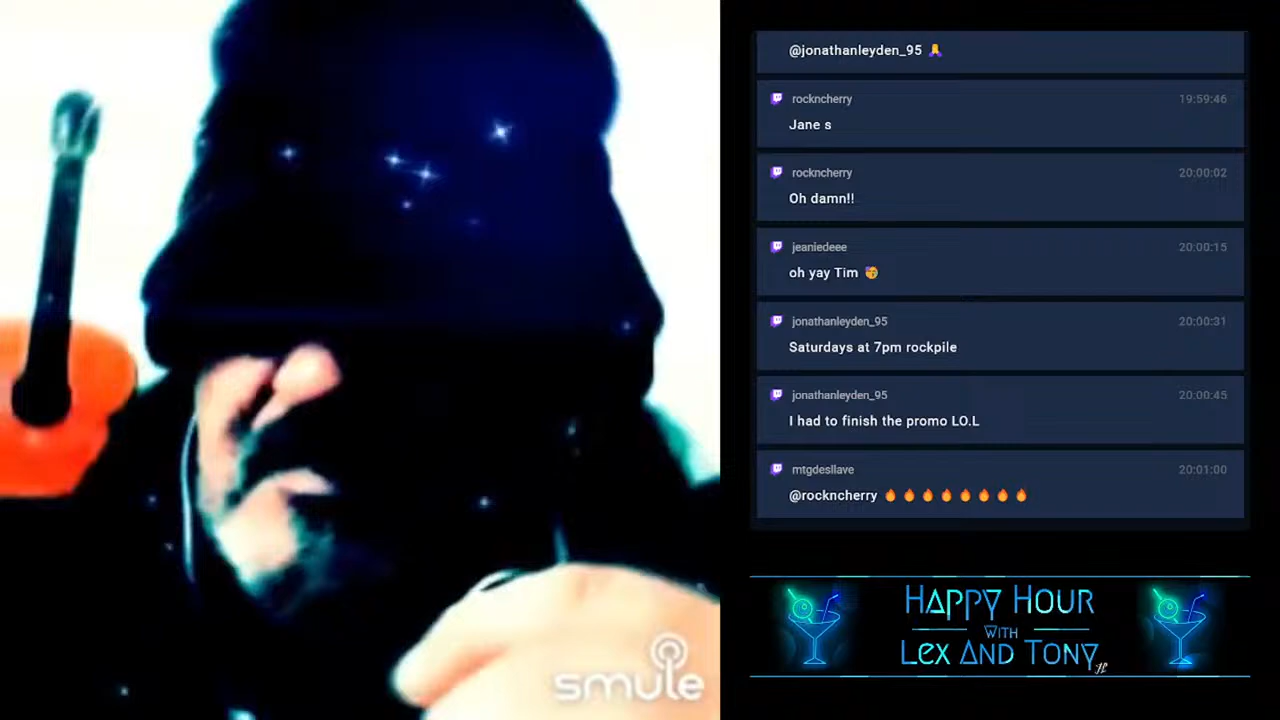 @jonathanleyden_95 🙏
rockncherry 19:59:46
Jane s
rockncherry 20:00:02
Oh damn!!
jeaniedeee 20:00:15
oh yay Tim 🥳
jonathanleyden_95 20:00:31
Saturdays at 7pm rockpile
jonathanleyden_95 20:00:45
I had to finish the promo LO.L
mtgdesllave 20:01:00
@rockncherry 🔥🔥🔥🔥🔥🔥🔥🔥
smule
HAPPY HOUR
WITH
LEX AND TONY